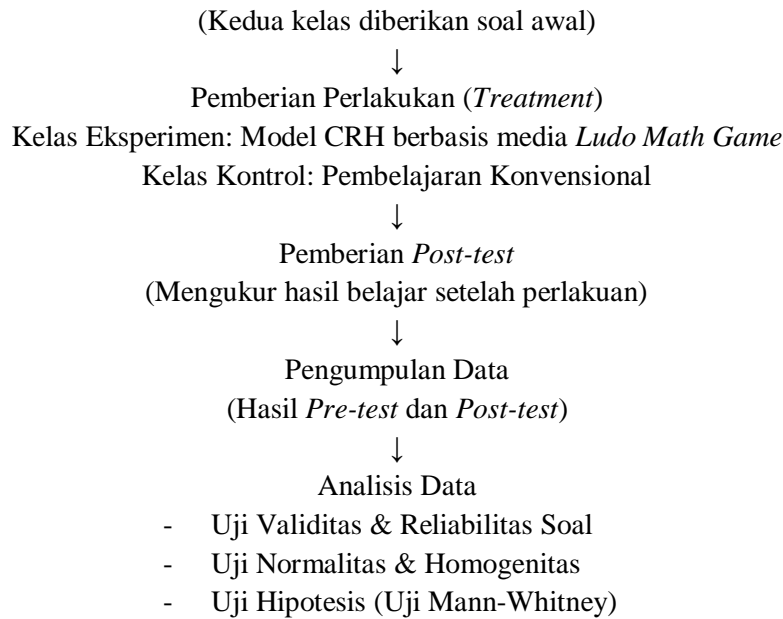 (Kedua kelas diberikan soal awal)
↓
Pemberian Perlakukan (Treatment)
Kelas Eksperimen: Model CRH berbasis media Ludo Math Game
Kelas Kontrol: Pembelajaran Konvensional
↓
Pemberian Post-test
(Mengukur hasil belajar setelah perlakuan)
↓
Pengumpulan Data
(Hasil Pre-test dan Post-test)
↓
Analisis Data
- Uji Validitas & Reliabilitas Soal
- Uji Normalitas & Homogenitas
- Uji Hipotesis (Uji Mann-Whitney)